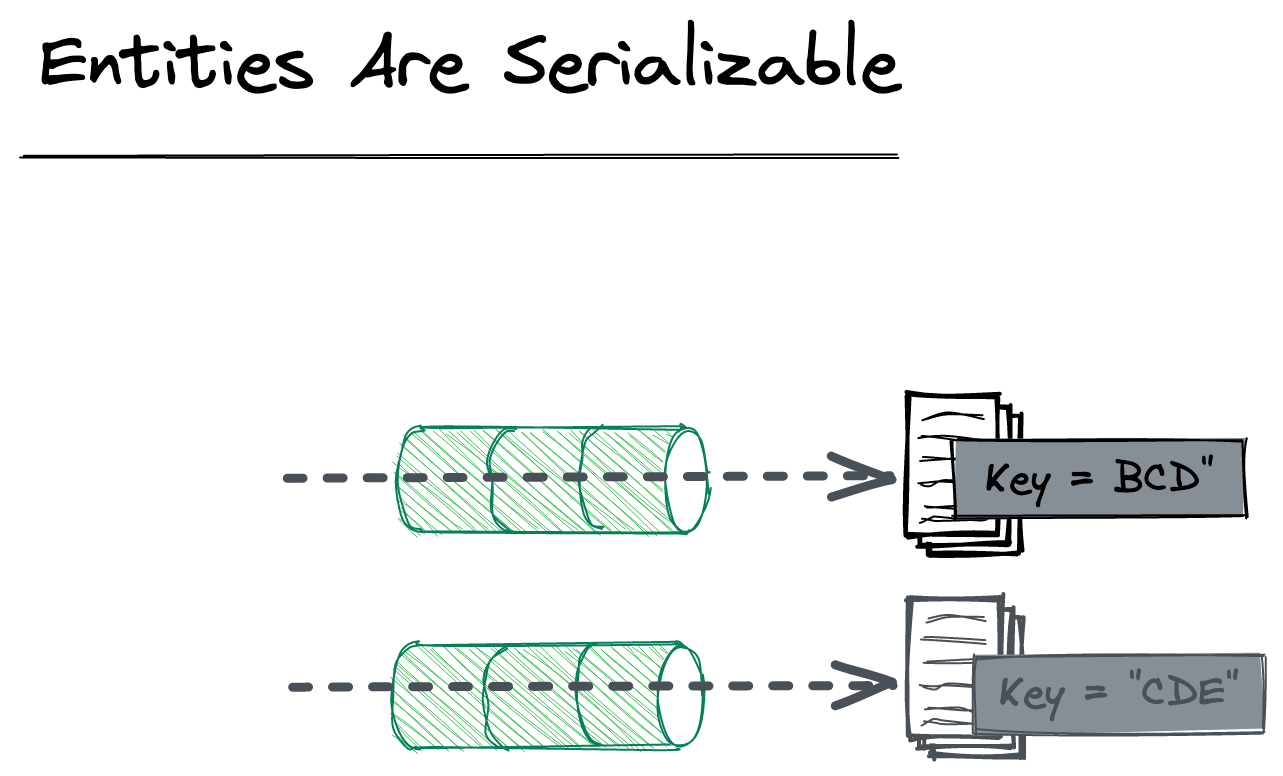 Entities Are Serializable
Key = BCD"
Key = "CDE"